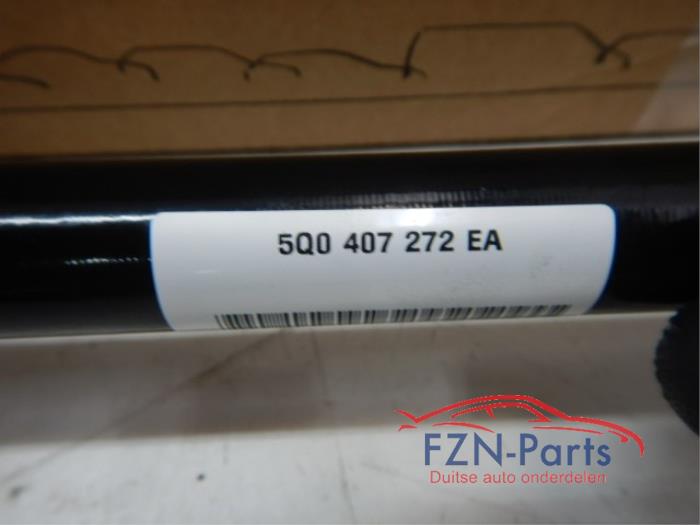 5Q0 407 272 EA
FZN-Parts
Duitse auto onderdelen